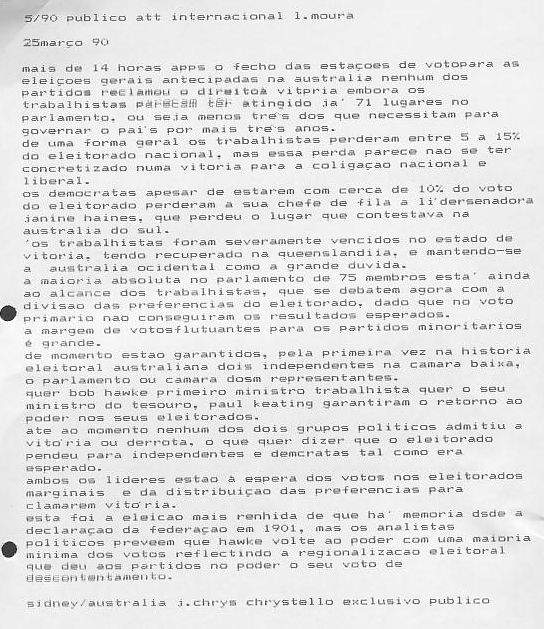 5/90 publico att internacional l.moura
25março 90
mais de 14 horas apps o fecho das estaçoes de votopara as
eleiçoes gerais antecipadas na australia nenhum dos
partidos reclamou o direitoà vitpria embora os
trabalhistas parecam ter atingido ja' 71 lugares no
parlamento, ou seja menos tre's dos que necessitam para
governar o pai's por mais tre's anos.
de uma forma geral os trabalhistas perderam entre 5 a 15%
do eleitorado nacional, mas essa perda parece nao se ter
concretizado numa vitoria para a coligaçao nacional e
liberal.
os democratas apesar de estarem com cerca de 10% do voto
do eleitorado perderam a sua chefe de fila a li'dersenadora
janine haines, que perdeu o lugar que contestava na
australia do sul.
'os trabalhistas foram severamente vencidos no estado de
vitoria, tendo recuperado na queenslandiia, e mantendo-se
a australia ocidental como a grande duvida.
a maioria absoluta no parlamento de 75 membros esta' ainda
ao alcance dos trabalhistas, que se debatem agora com a
divisao das preferencias do eleitorado, dado que no voto
primario nao conseguiram os resultados esperados.
a margem de votosflutuantes para os partidos minoritarios
é grande.
de momento estao garantidos, pela primeira vez na historia
eleitoral australiana dois independentes na camara baixa,
o parlamento ou camara dosm representantes.
quer bob hawke primeiro ministro trabalhista quer o seu
ministro do tesouro, paul keating garantiram o retorno ao
poder nos seus eleitorados.
ate ao momento nenhum dos dois grupos politicos admitiu a
vito'ria ou derrota, o que quer dizer que o eleitorado
pendeu para independentes e demcratas tal como era
esperado.
ambos os lideres estao à espera dos votos nos eleitorados
marginais e da distribuiçao das preferencias para
clamarem vito'ria.
esta foi a eleicao mais renhida de que ha' memoria dsde a
declaraçao da federaçao em 1901, mas os analistas
politicos preveem que hawke volte ao poder com uma maioria
minima dos votos reflectindo a regionalizacao eleitoral
que deu aos partidos no poder o seu voto de
descontentamento.
sidney/australia j.chrys chrystello exclusivo publico